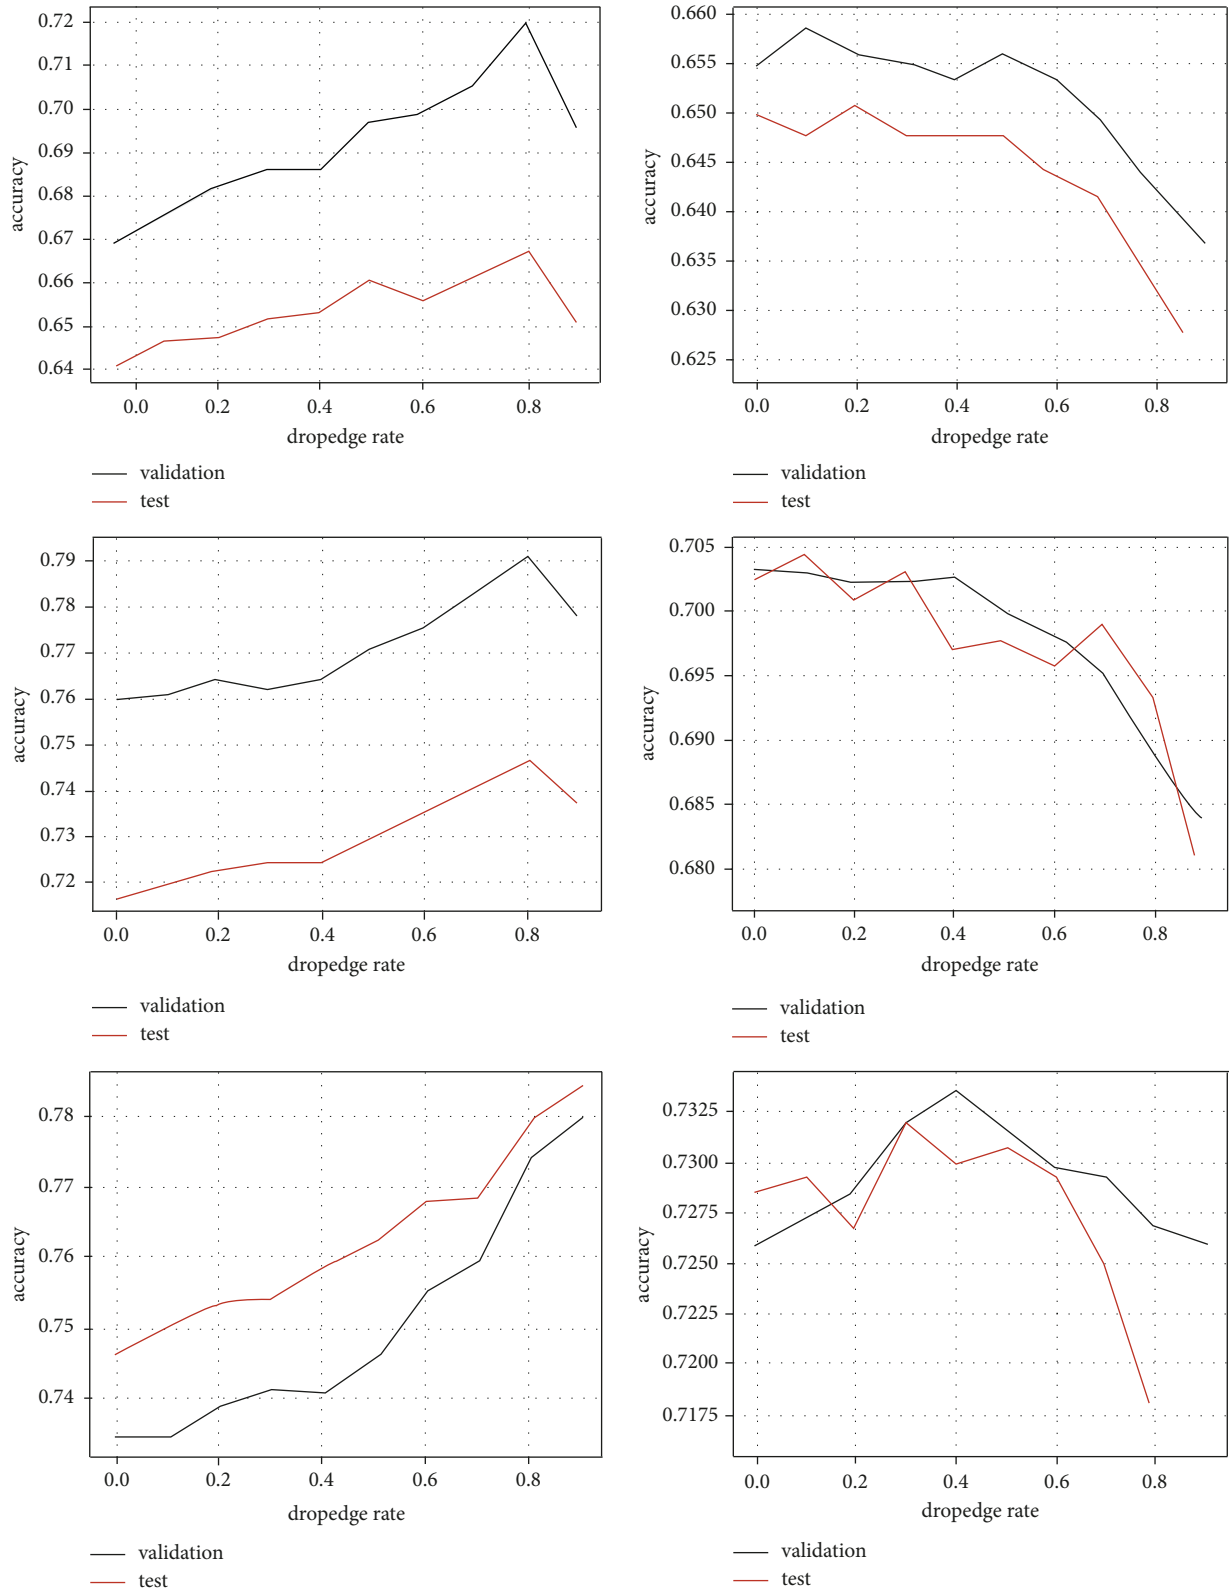 0.72
0.71
0.70
0.69
0.68
0.67
0.66
0.65
0.64
accuracy
0.0 0.2 0.4 0.6 0.8
dropedge rate
validation
test
0.660
0.655
0.650
0.645
0.640
0.635
0.630
0.625
accuracy
0.0 0.2 0.4 0.6 0.8
dropedge rate
validation
test
0.79
0.78
0.77
0.76
0.75
0.74
0.73
0.72
accuracy
0.0 0.2 0.4 0.6 0.8
dropedge rate
validation
test
0.705
0.700
0.695
0.690
0.685
0.680
accuracy
0.0 0.2 0.4 0.6 0.8
dropedge rate
validation
test
0.78
0.77
0.76
0.75
0.74
accuracy
0.0 0.2 0.4 0.6 0.8
dropedge rate
validation
test
0.7325
0.7300
0.7275
0.7250
0.7225
0.7200
0.7175
accuracy
0.0 0.2 0.4 0.6 0.8
dropedge rate
validation
test